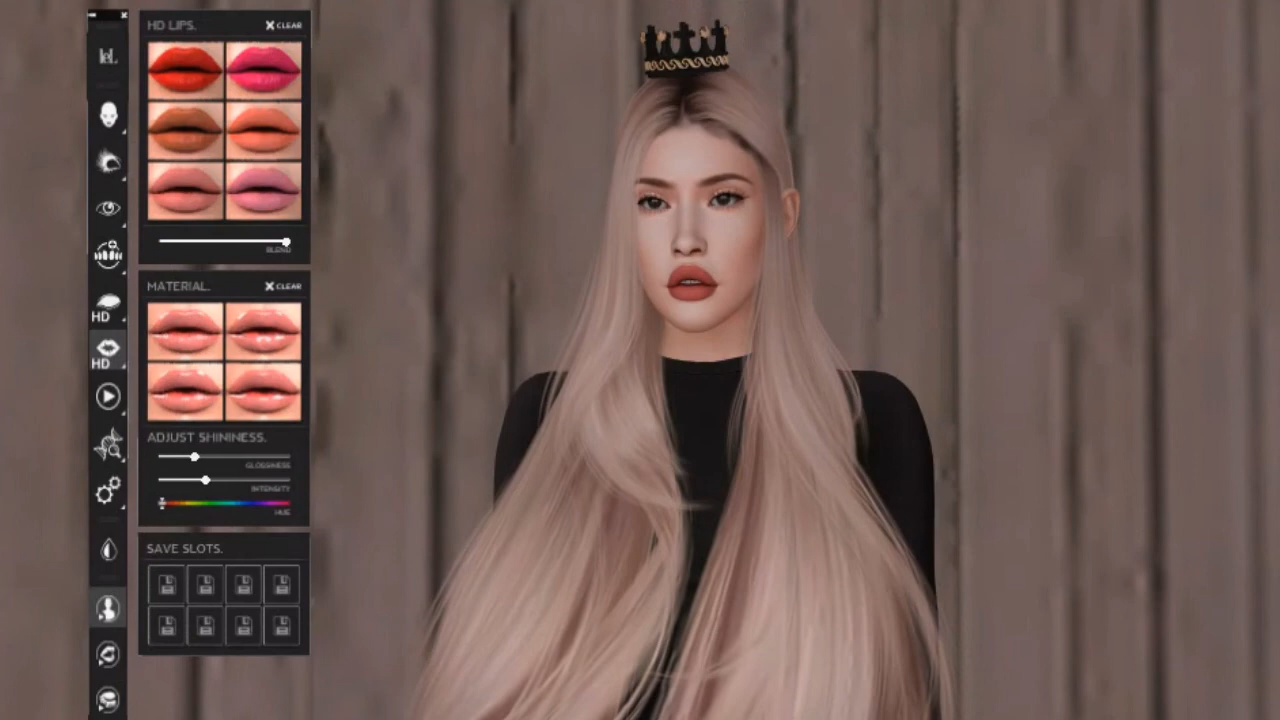 HD LIPS.
X CLEAR
BLEND
MATERIAL.
X CLEAR
HD
HD
ADJUST SHININESS.
GLOSSINESS
INTENSITY
HUE
SAVE SLOTS.